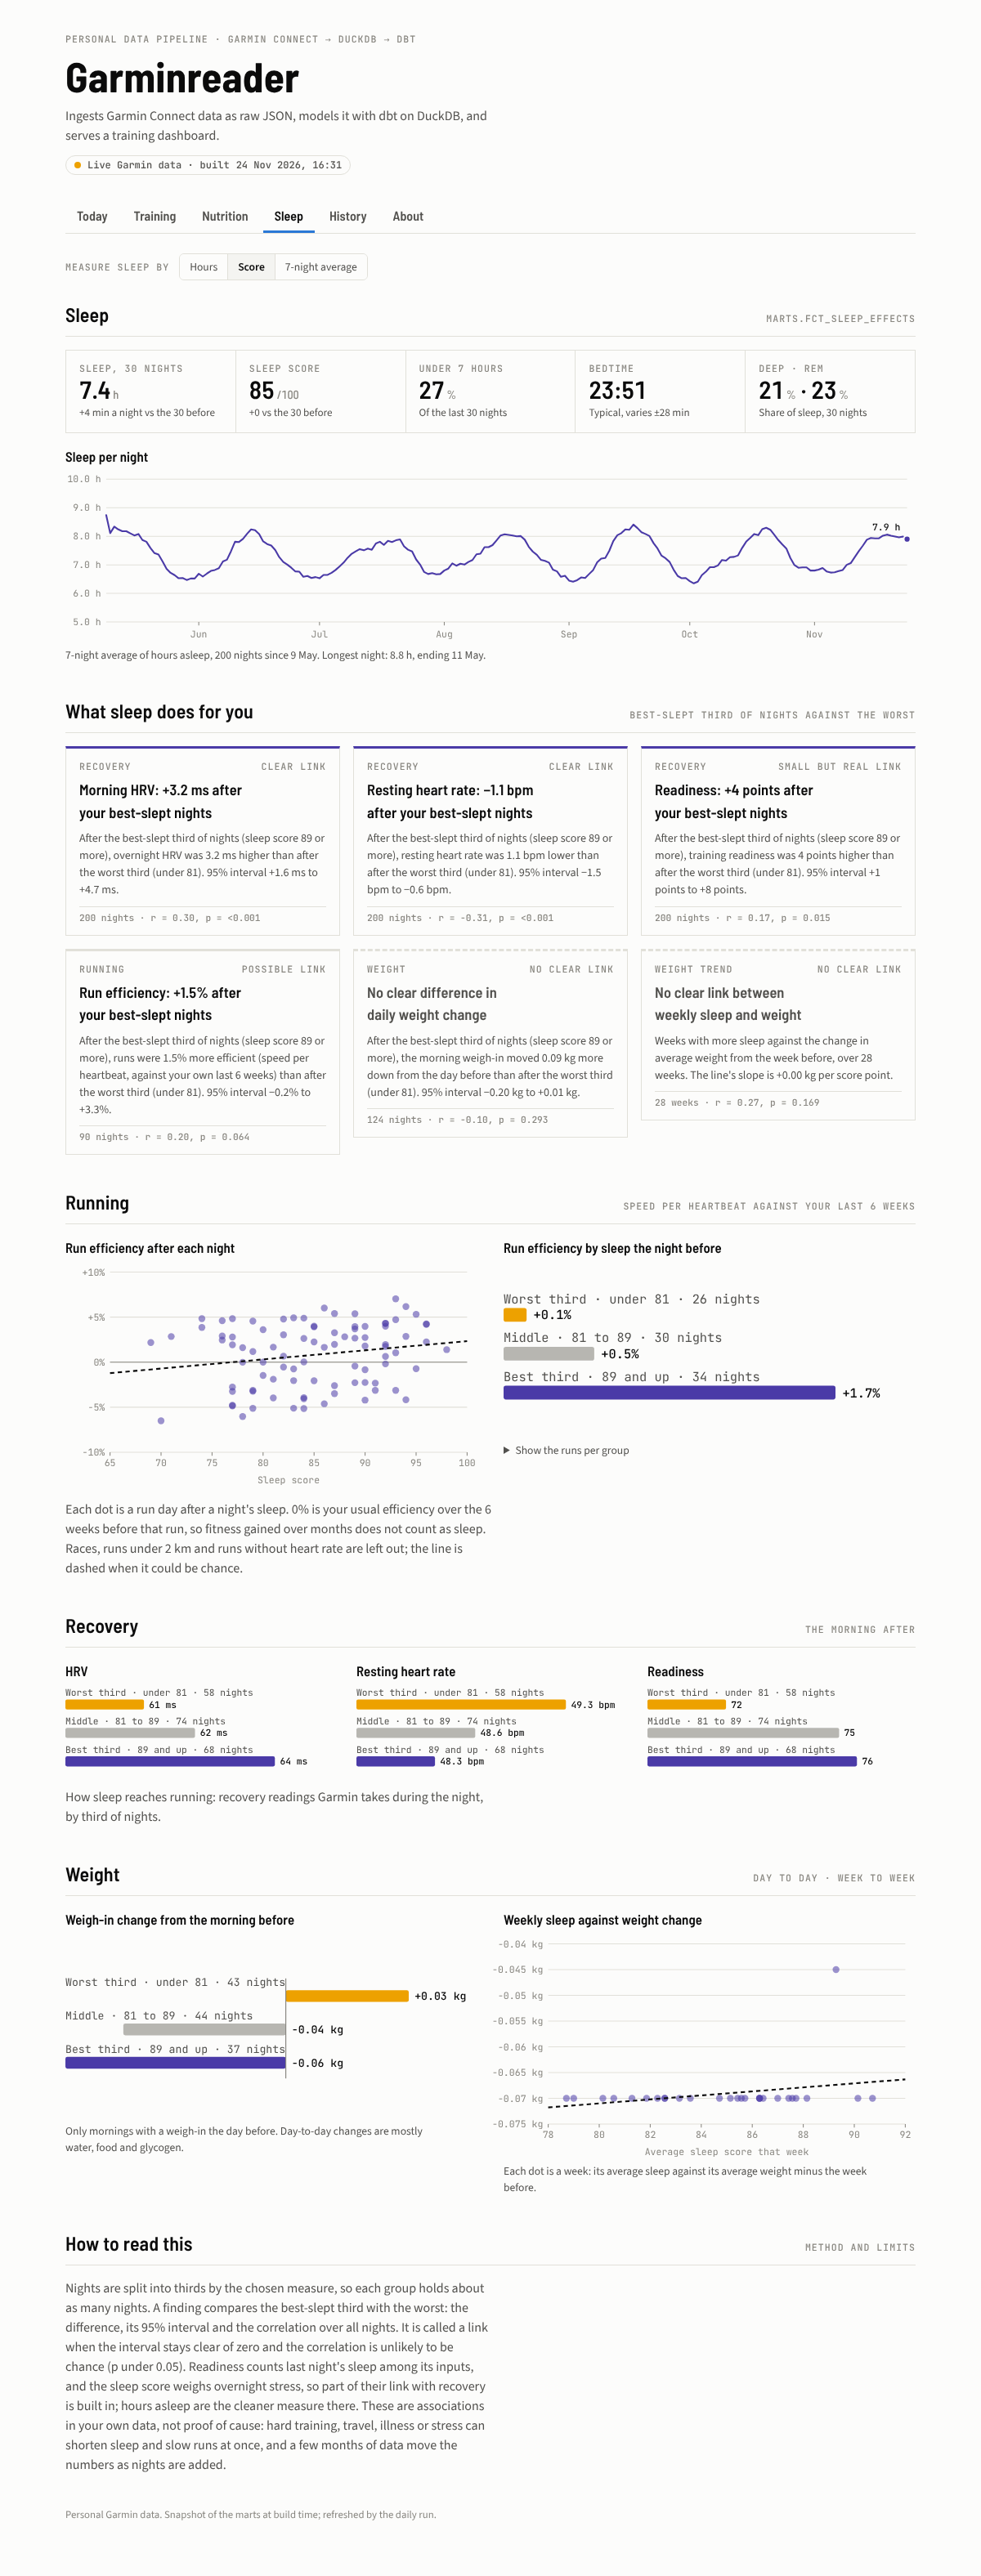 PERSONAL DATA PIPELINE · GARMIN CONNECT → DUCKDB → DBT
Garminreader
Ingests Garmin Connect data as raw JSON, models it with dbt on DuckDB, and
serves a training dashboard.
Live Garmin data · built 24 Nov 2026, 16:31
Today Training Nutrition Sleep History About
MEASURE SLEEP BY Hours Score 7-night average
Sleep MARTS.FCT_SLEEP_EFFECTS
SLEEP, 30 NIGHTS
7.4 h
+4 min a night vs the 30 before
SLEEP SCORE
85 /100
+0 vs the 30 before
UNDER 7 HOURS
27 %
Of the last 30 nights
BEDTIME
23:51
Typical, varies ±28 min
DEEP · REM
21 % · 23 %
Share of sleep, 30 nights
Sleep per night
10.0 h
9.0 h
8.0 h
7.0 h
6.0 h
5.0 h
7.9 h
Jun Jul Aug Sep Oct Nov
7-night average of hours asleep, 200 nights since 9 May. Longest night: 8.8 h, ending 11 May.
What sleep does for you BEST-SLEPT THIRD OF NIGHTS AGAINST THE WORST
RECOVERY CLEAR LINK
Morning HRV: +3.2 ms after
your best-slept nights
After the best-slept third of nights (sleep score 89 or
more), overnight HRV was 3.2 ms higher than after
the worst third (under 81). 95% interval +1.6 ms to
+4.7 ms.
200 nights · r = 0.30, p = <0.001
RECOVERY CLEAR LINK
Resting heart rate: −1.1 bpm
after your best-slept nights
After the best-slept third of nights (sleep score 89 or
more), resting heart rate was 1.1 bpm lower than
after the worst third (under 81). 95% interval −1.5
bpm to −0.6 bpm.
200 nights · r = -0.31, p = <0.001
RECOVERY SMALL BUT REAL LINK
Readiness: +4 points after
your best-slept nights
After the best-slept third of nights (sleep score 89 or
more), training readiness was 4 points higher than
after the worst third (under 81). 95% interval +1
points to +8 points.
200 nights · r = 0.17, p = 0.015
RUNNING POSSIBLE LINK
Run efficiency: +1.5% after
your best-slept nights
After the best-slept third of nights (sleep score 89 or
more), runs were 1.5% more efficient (speed per
heartbeat, against your own last 6 weeks) than after
the worst third (under 81). 95% interval −0.2% to
+3.3%.
90 nights · r = 0.20, p = 0.064
WEIGHT NO CLEAR LINK
No clear difference in
daily weight change
After the best-slept third of nights (sleep score 89 or
more), the morning weigh-in moved 0.09 kg more
down from the day before than after the worst third
(under 81). 95% interval −0.20 kg to +0.01 kg.
124 nights · r = -0.10, p = 0.293
WEIGHT TREND NO CLEAR LINK
No clear link between
weekly sleep and weight
Weeks with more sleep against the change in
average weight from the week before, over 28
weeks. The line's slope is +0.00 kg per score point.
28 weeks · r = 0.27, p = 0.169
Running SPEED PER HEARTBEAT AGAINST YOUR LAST 6 WEEKS
Run efficiency after each night
+10%
+5%
0%
-5%
-10%
65 70 75 80 85 90 95 100
Sleep score
Each dot is a run day after a night's sleep. 0% is your usual efficiency over the 6
weeks before that run, so fitness gained over months does not count as sleep.
Races, runs under 2 km and runs without heart rate are left out; the line is
dashed when it could be chance.
Run efficiency by sleep the night before
Worst third · under 81 · 26 nights
+0.1%
Middle · 81 to 89 · 30 nights
+0.5%
Best third · 89 and up · 34 nights
+1.7%
▶ Show the runs per group
Recovery THE MORNING AFTER
HRV
Worst third · under 81 · 58 nights
61 ms
Middle · 81 to 89 · 74 nights
62 ms
Best third · 89 and up · 68 nights
64 ms
Resting heart rate
Worst third · under 81 · 58 nights
49.3 bpm
Middle · 81 to 89 · 74 nights
48.6 bpm
Best third · 89 and up · 68 nights
48.3 bpm
Readiness
Worst third · under 81 · 58 nights
72
Middle · 81 to 89 · 74 nights
75
Best third · 89 and up · 68 nights
76
How sleep reaches running: recovery readings Garmin takes during the night,
by third of nights.
Weight DAY TO DAY · WEEK TO WEEK
Weigh-in change from the morning before
Worst third · under 81 · 43 nights
+0.03 kg
Middle · 81 to 89 · 44 nights
-0.04 kg
Best third · 89 and up · 37 nights
-0.06 kg
Only mornings with a weigh-in the day before. Day-to-day changes are mostly
water, food and glycogen.
Weekly sleep against weight change
-0.04 kg
-0.045 kg
-0.05 kg
-0.055 kg
-0.06 kg
-0.065 kg
-0.07 kg
-0.075 kg
78 80 82 84 86 88 90 92
Average sleep score that week
Each dot is a week: its average sleep against its average weight minus the week
before.
How to read this METHOD AND LIMITS
Nights are split into thirds by the chosen measure, so each group holds about
as many nights. A finding compares the best-slept third with the worst: the
difference, its 95% interval and the correlation over all nights. It is called a link
when the interval stays clear of zero and the correlation is unlikely to be
chance (p under 0.05). Readiness counts last night's sleep among its inputs,
and the sleep score weighs overnight stress, so part of their link with recovery
is built in; hours asleep are the cleaner measure there. These are associations
in your own data, not proof of cause: hard training, travel, illness or stress can
shorten sleep and slow runs at once, and a few months of data move the
numbers as nights are added.
Personal Garmin data. Snapshot of the marts at build time; refreshed by the daily run.